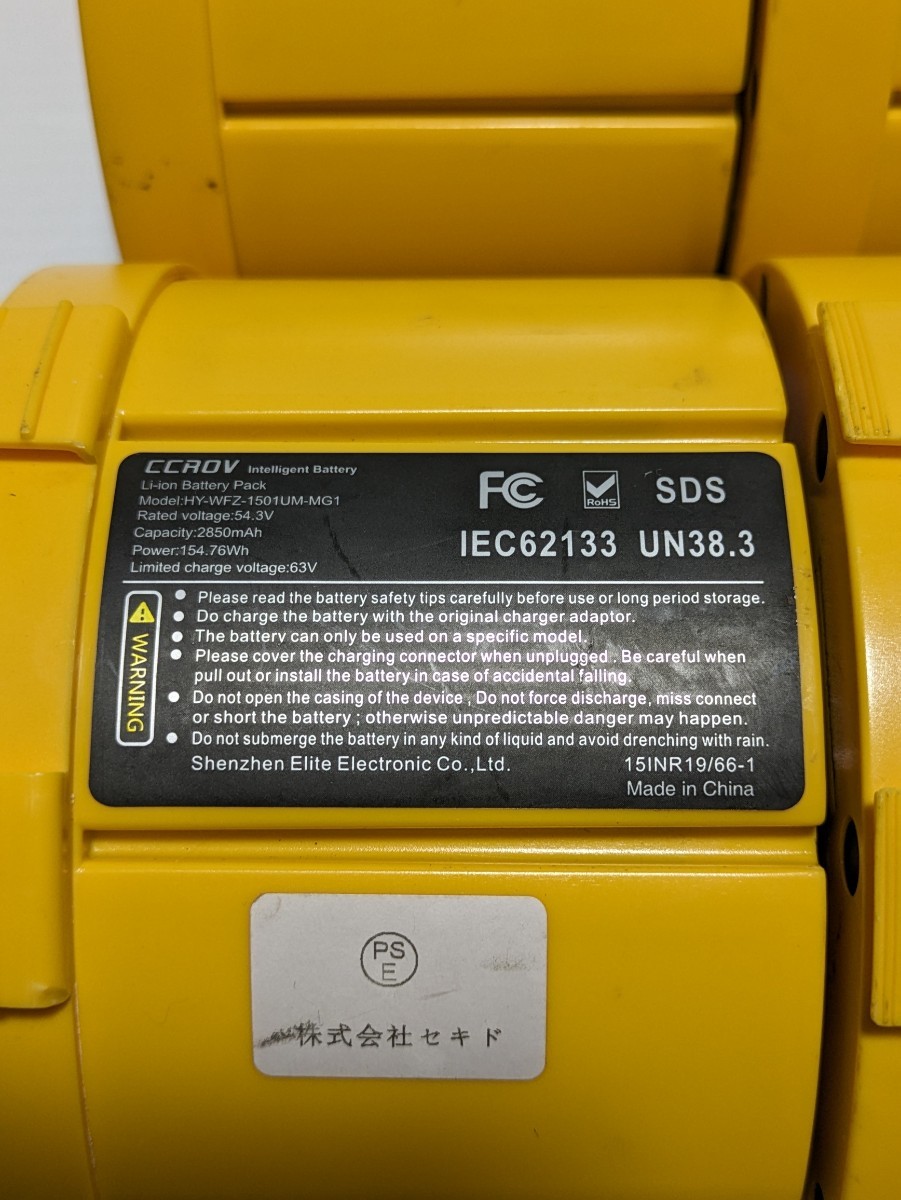 CCROV Intelligent Battery
Li-ion Battery Pack
Model:HY-WFZ-1501UM-MG1
Rated voltage:54.3V
Capacity:2850mAh
Power:154.76Wh
Limited charge voltage:63V
FC RoHS SDS
IEC62133 UN38.3
WARNING
Please read the battery safety tips carefully before use or long period storage.
Do charge the battery with the original charger adaptor.
The battery can only be used on a specific model.
Please cover the charging connector when unplugged . Be careful when
pull out or install the battery in case of accidental falling.
Do not open the casing of the device , Do not force discharge, miss connect
or short the battery ; otherwise unpredictable danger may happen.
Do not submerge the battery in any kind of liquid and avoid drenching with rain.
Shenzhen Elite Electronic Co.,Ltd. 15INR19/66-1
Made in China
PS
E
株式会社セキド